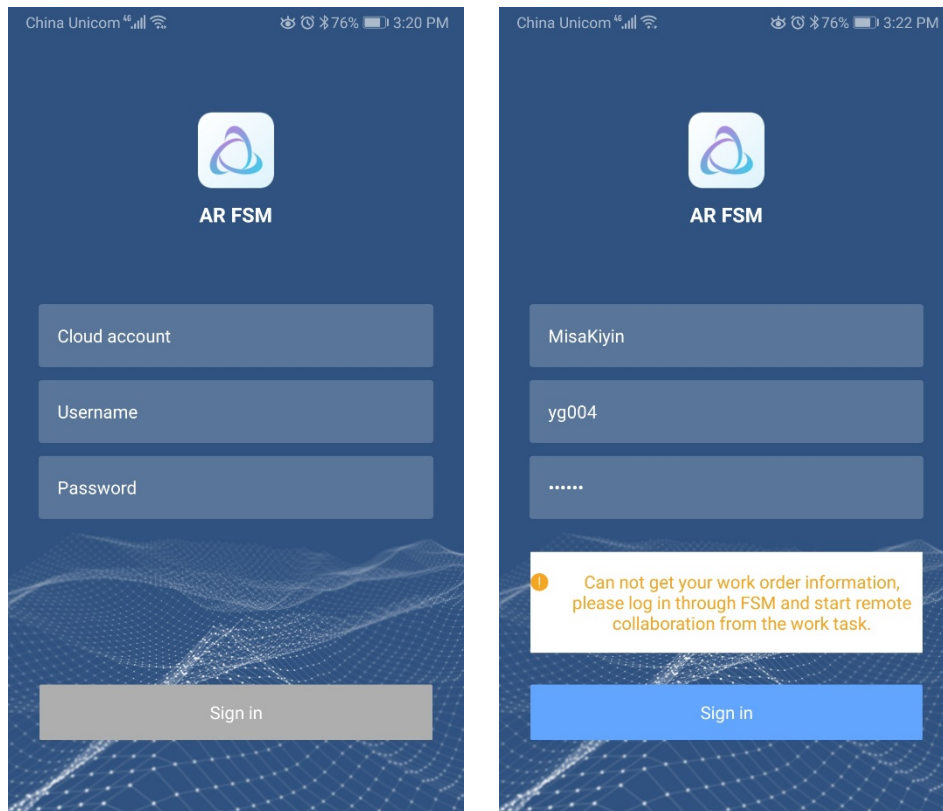 China Unicom 4G 76% 3:20 PM
AR FSM
Cloud account
Username
Password
Sign in
China Unicom 4G 76% 3:22 PM
AR FSM
MisaKiyin
yg004
••••••
Can not get your work order information,
please log in through FSM and start remote
collaboration from the work task.
Sign in